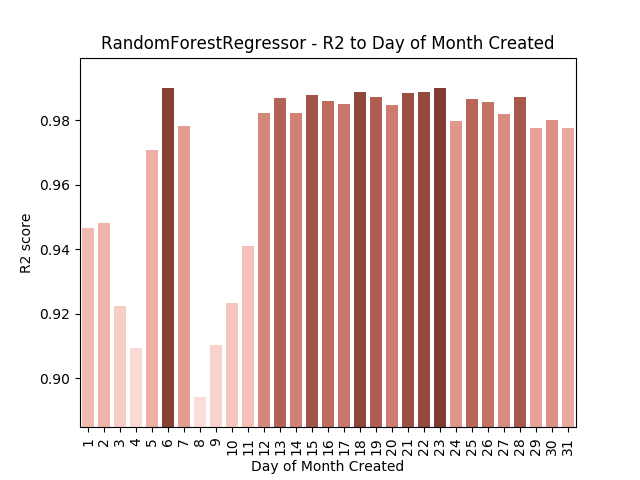 RandomForestRegressor - R2 to Day of Month Created
R2 score
0.98
0.96
0.94
0.92
0.90
1 2 3 4 5 6 7 8 9 10 11 12 13 14 15 16 17 18 19 20 21 22 23 24 25 26 27 28 29 30 31
Day of Month Created